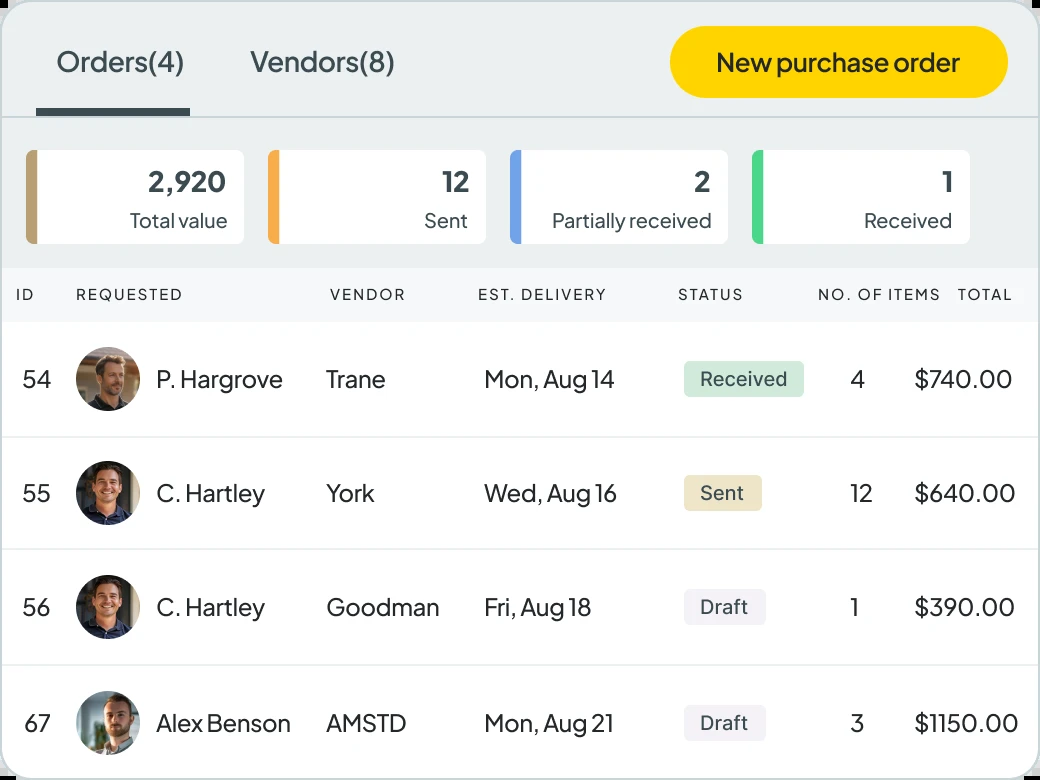 Orders(4) Vendors(8) New purchase order
2,920 12 2 1
Total value Sent Partially received Received
ID REQUESTED VENDOR EST. DELIVERY STATUS NO. OF ITEMS TOTAL
54 P. Hargrove Trane Mon, Aug 14 Received 4 $740.00
55 C. Hartley York Wed, Aug 16 Sent 12 $640.00
56 C. Hartley Goodman Fri, Aug 18 Draft 1 $390.00
67 Alex Benson AMSTD Mon, Aug 21 Draft 3 $1150.00